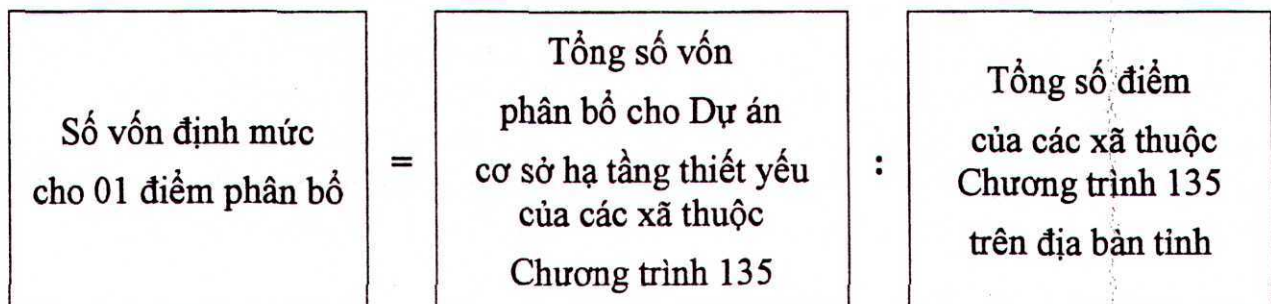 Số vốn định mức
cho 01 điểm phân bổ
=
Tổng số vốn
phân bổ cho Dự án
cơ sở hạ tầng thiết yếu
của các xã thuộc
Chương trình 135
:
Tổng số điểm
của các xã thuộc
Chương trình 135
trên địa bàn tỉnh